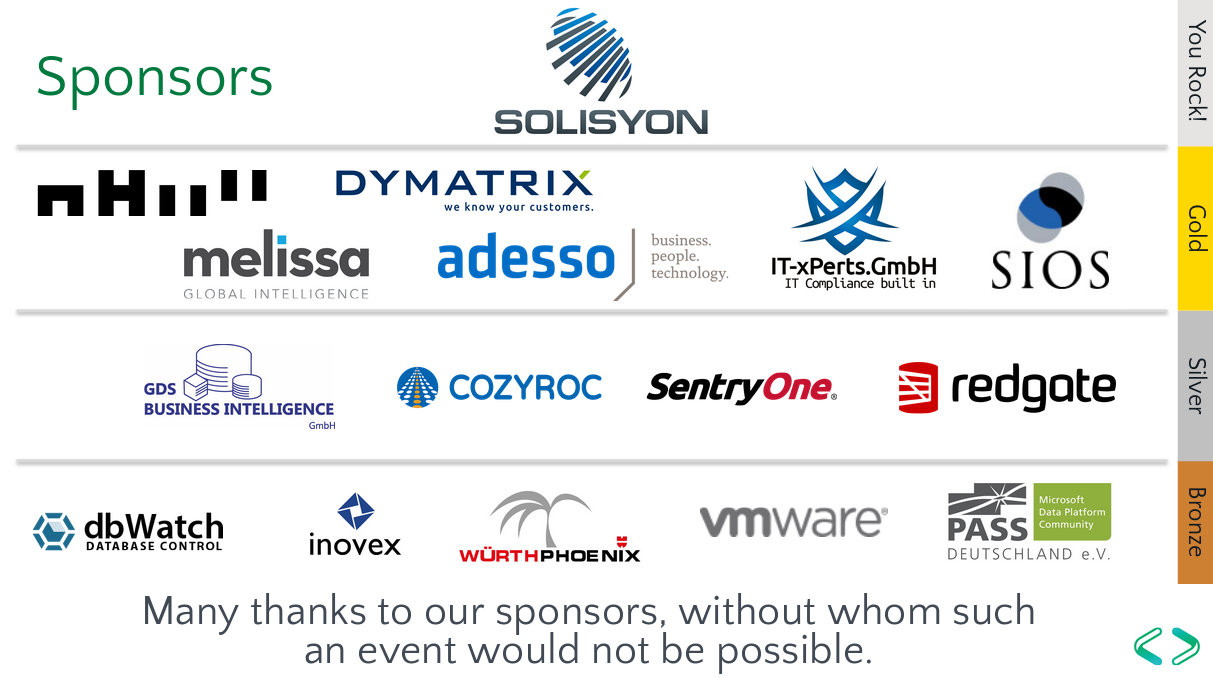 Sponsors
SOLISYON
You Rock!
DYMATRIX
we know your customers.
melissa
GLOBAL INTELLIGENCE
adesso
business.
people.
technology.
IT-xPerts.GmbH
IT Compliance built in
SIOS
Gold
GDS
BUSINESS INTELLIGENCE
GmbH
COZYROC
SentryOne®
redgate
Silver
dbWatch
DATABASE CONTROL
inovex
WÜRTHPHOENIX
vmware®
PASS
Microsoft
Data Platform
Community
DEUTSCHLAND e.V.
Bronze
Many thanks to our sponsors, without whom such
an event would not be possible.